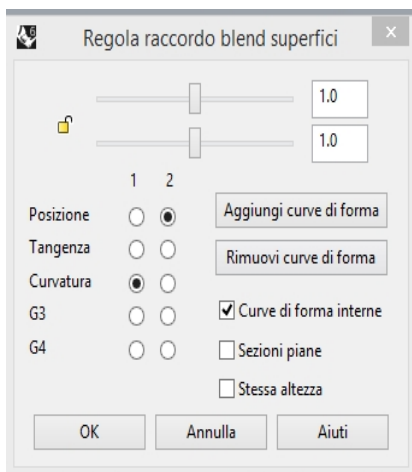 Regola raccordo blend superfici
x
1.0
1.0
1 2
Posizione
Aggiungi curve di forma
Tangenza
Rimuovi curve di forma
Curvatura
G3
Curve di forma interne
G4
Sezioni piane
Stessa altezza
OK Annulla Aiuti